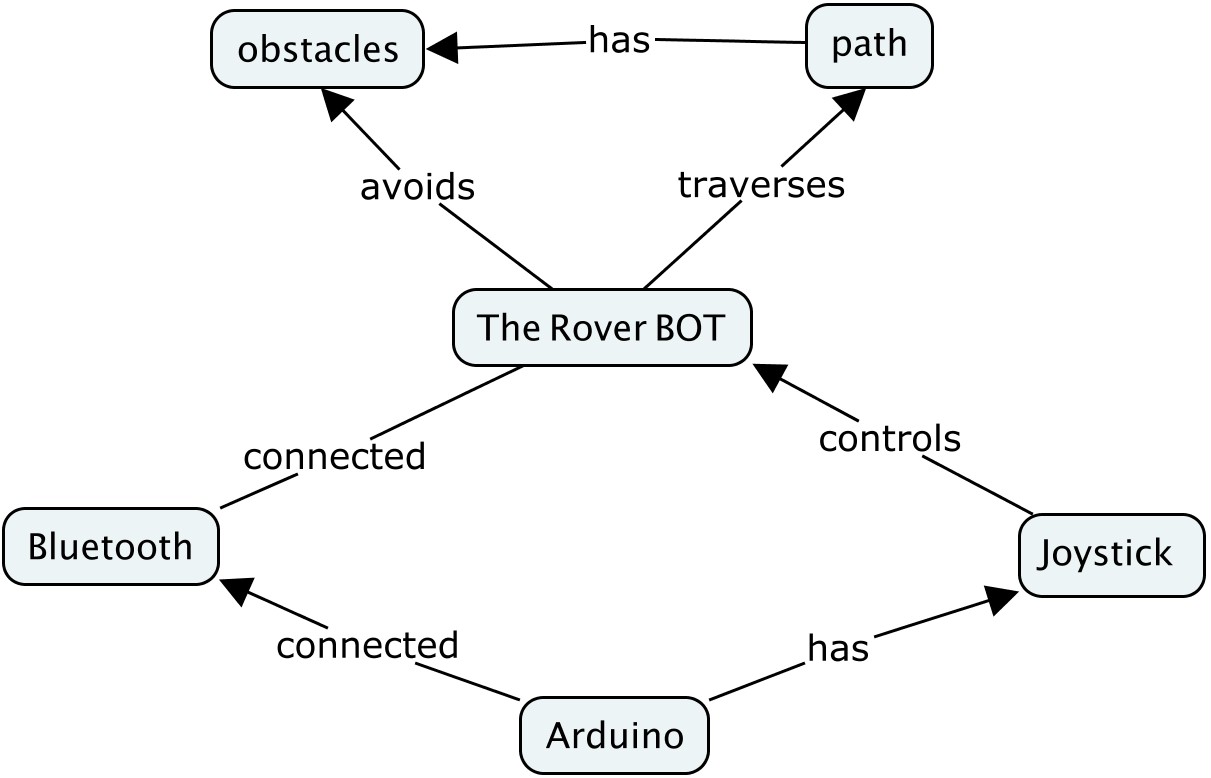 obstacles
has
path
avoids
traverses
The Rover BOT
controls
connected
Bluetooth
Joystick
connected
has
Arduino